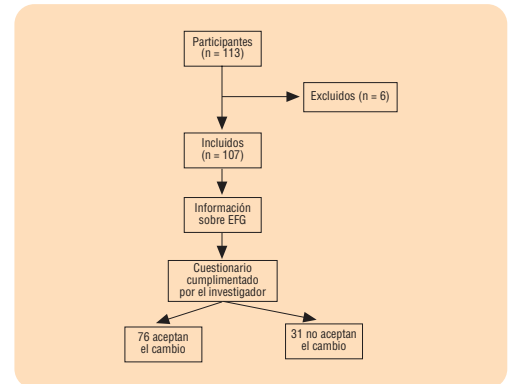 Participantes
(n = 113)
Excluidos (n = 6)
Incluidos
(n = 107)
Información
sobre EFG
Cuestionario
cumplimentado
por el investigador
76 aceptan
el cambio
31 no aceptan
el cambio